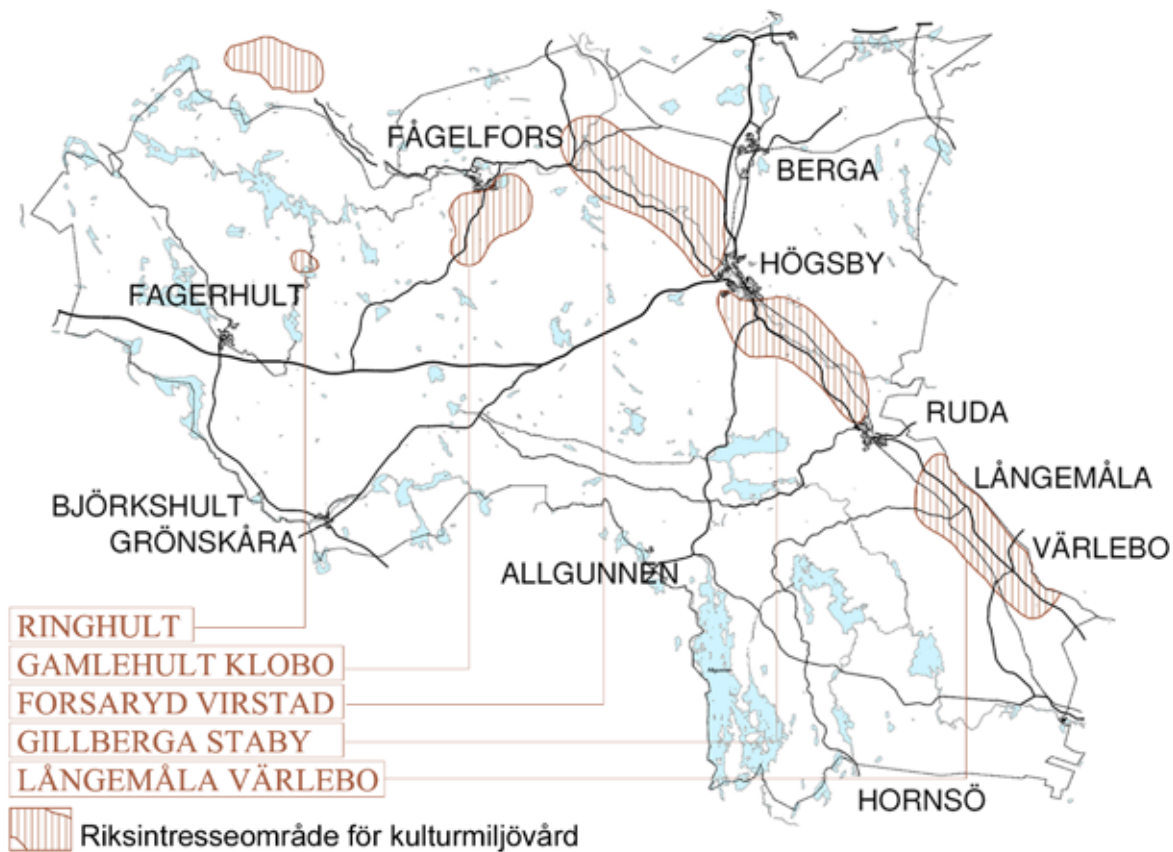 FÅGELFORS
BERGA
HÖGSBY
FAGERHULT
RUDA
LÅNGEMÅLA
BJÖRKSHULT
GRÖNSKÅRA
VÄRLEBO
ALLGUNNEN
RINGHULT
GAMLEHULT KLOBO
FORSARYD VIRSTAD
GILLBERGA STABY
LÅNGEMÅLA VÄRLEBO
HORNSÖ
Riksintresseområde för kulturmiljövård